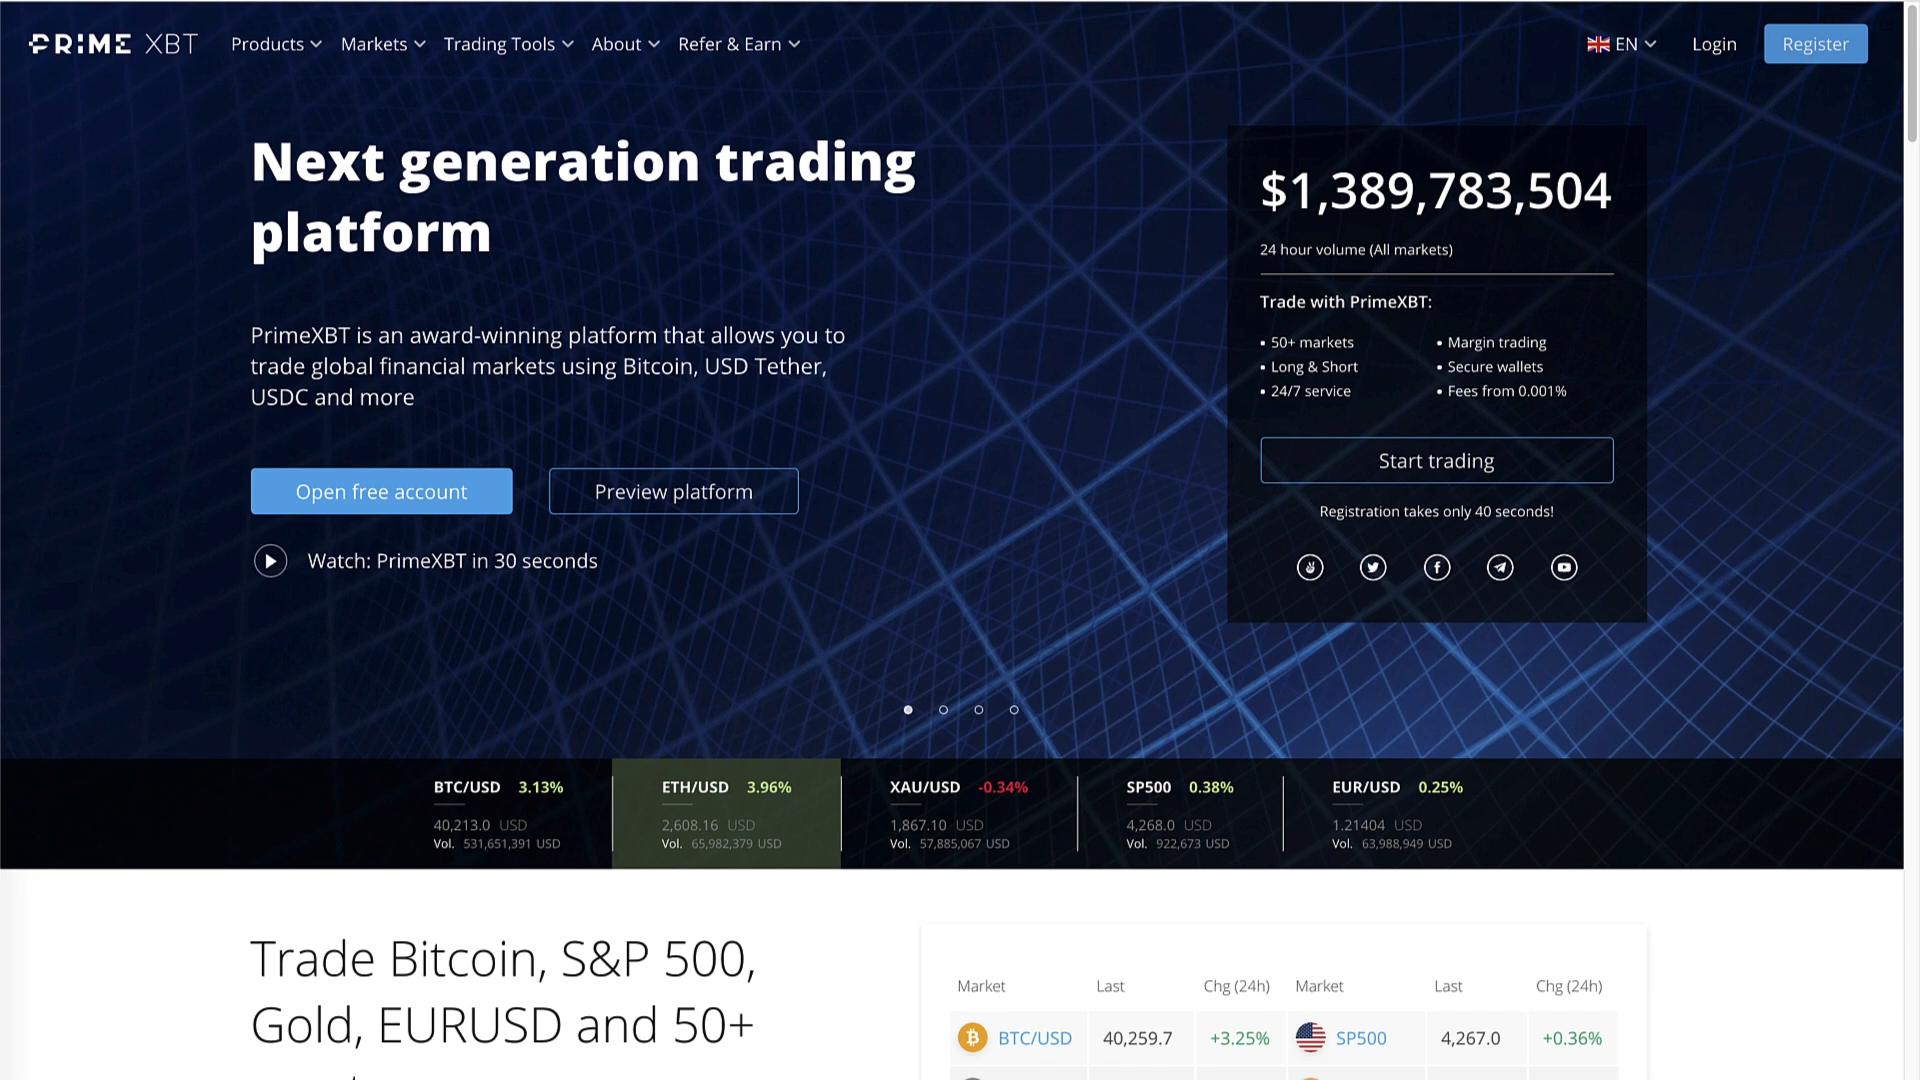 PRIME XBT Products Markets Trading Tools About Refer & Earn EN Login Register
Next generation trading
platform
PrimeXBT is an award-winning platform that allows you to
trade global financial markets using Bitcoin, USD Tether,
USDC and more
Open free account Preview platform
Watch: PrimeXBT in 30 seconds
$1,389,783,504
24 hour volume (All markets)
Trade with PrimeXBT:
• 50+ markets • Margin trading
• Long & Short • Secure wallets
• 24/7 service • Fees from 0.001%
Start trading
Registration takes only 40 seconds!
BTC/USD 3.13%
40,213.0 USD
Vol. 531,651,391 USD
ETH/USD 3.96%
2,608.16 USD
Vol. 65,982,379 USD
XAU/USD -0.34%
1,867.10 USD
Vol. 57,885,067 USD
SP500 0.38%
4,268.0 USD
Vol. 922,673 USD
EUR/USD 0.25%
1.21404 USD
Vol. 63,988,949 USD
Trade Bitcoin, S&P 500,
Gold, EURUSD and 50+
Market Last Chg (24h) Market Last Chg (24h)
BTC/USD 40,259.7 +3.25% SP500 4,267.0 +0.36%